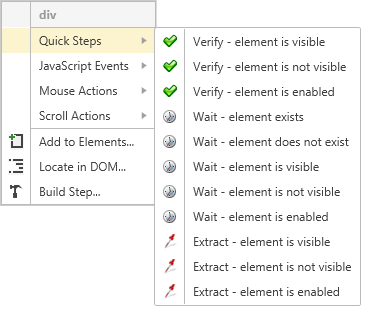 div
Quick Steps
JavaScript Events
Mouse Actions
Scroll Actions
Add to Elements...
Locate in DOM...
Build Step...
Verify - element is visible
Verify - element is not visible
Verify - element is enabled
Wait - element exists
Wait - element does not exist
Wait - element is visible
Wait - element is not visible
Wait - element is enabled
Extract - element is visible
Extract - element is not visible
Extract - element is enabled